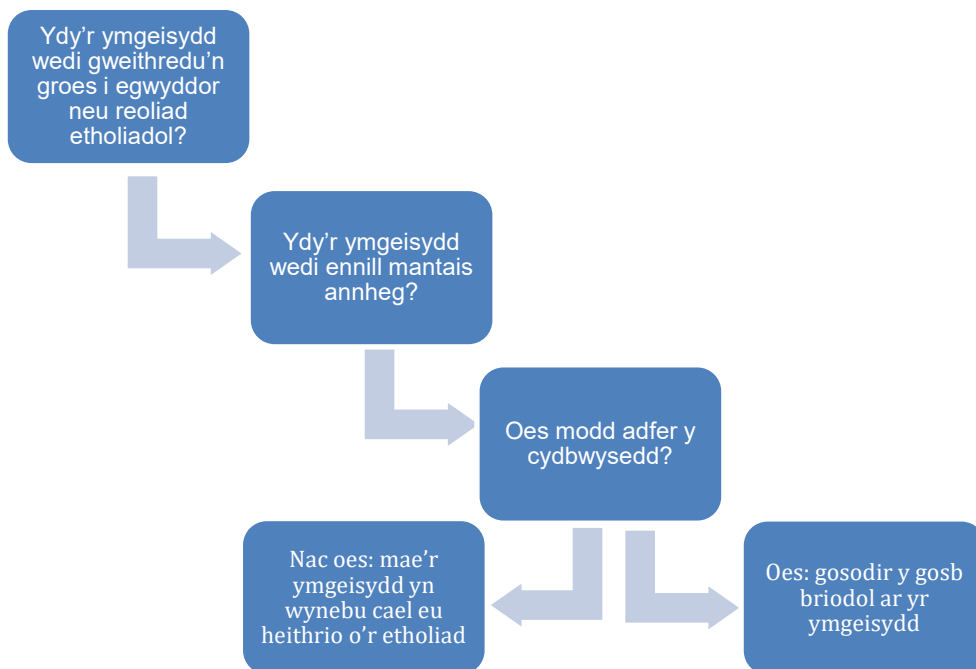 Ydy'r ymgeisydd
wedi gweithredu'n
groes i egwyddor
neu reoliad
etholiadol?
Ydy'r ymgeisydd
wedi ennill mantais
annheg?
Oes modd adfer y
cydbwysedd?
Nac oes: mae'r
ymgeisydd yn
wynebu cael eu
heithrio o'r etholiad
Oes: gosodir y gosb
briodol ar yr
ymgeisydd